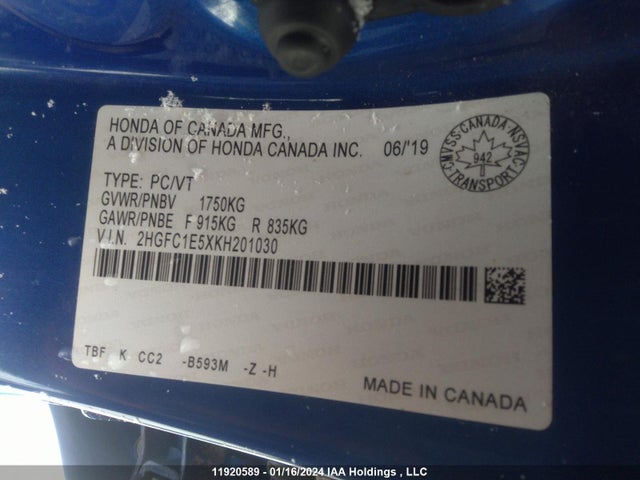 HONDA OF CANADA MFG.,
A DIVISION OF HONDA CANADA INC. 06/'19
CMVSS CANADA NSVAC
942
TRANSPORT
TYPE: PC/VT
GVWR/PNBV 1750KG
GAWR/PNBE F 915KG R 835KG
V.I.N. 2HGFC1E5XKH201030
TBF K CC2 -B593M -Z -H
MADE IN CANADA
11920589 - 01/16/2024 IAA Holdings , LLC